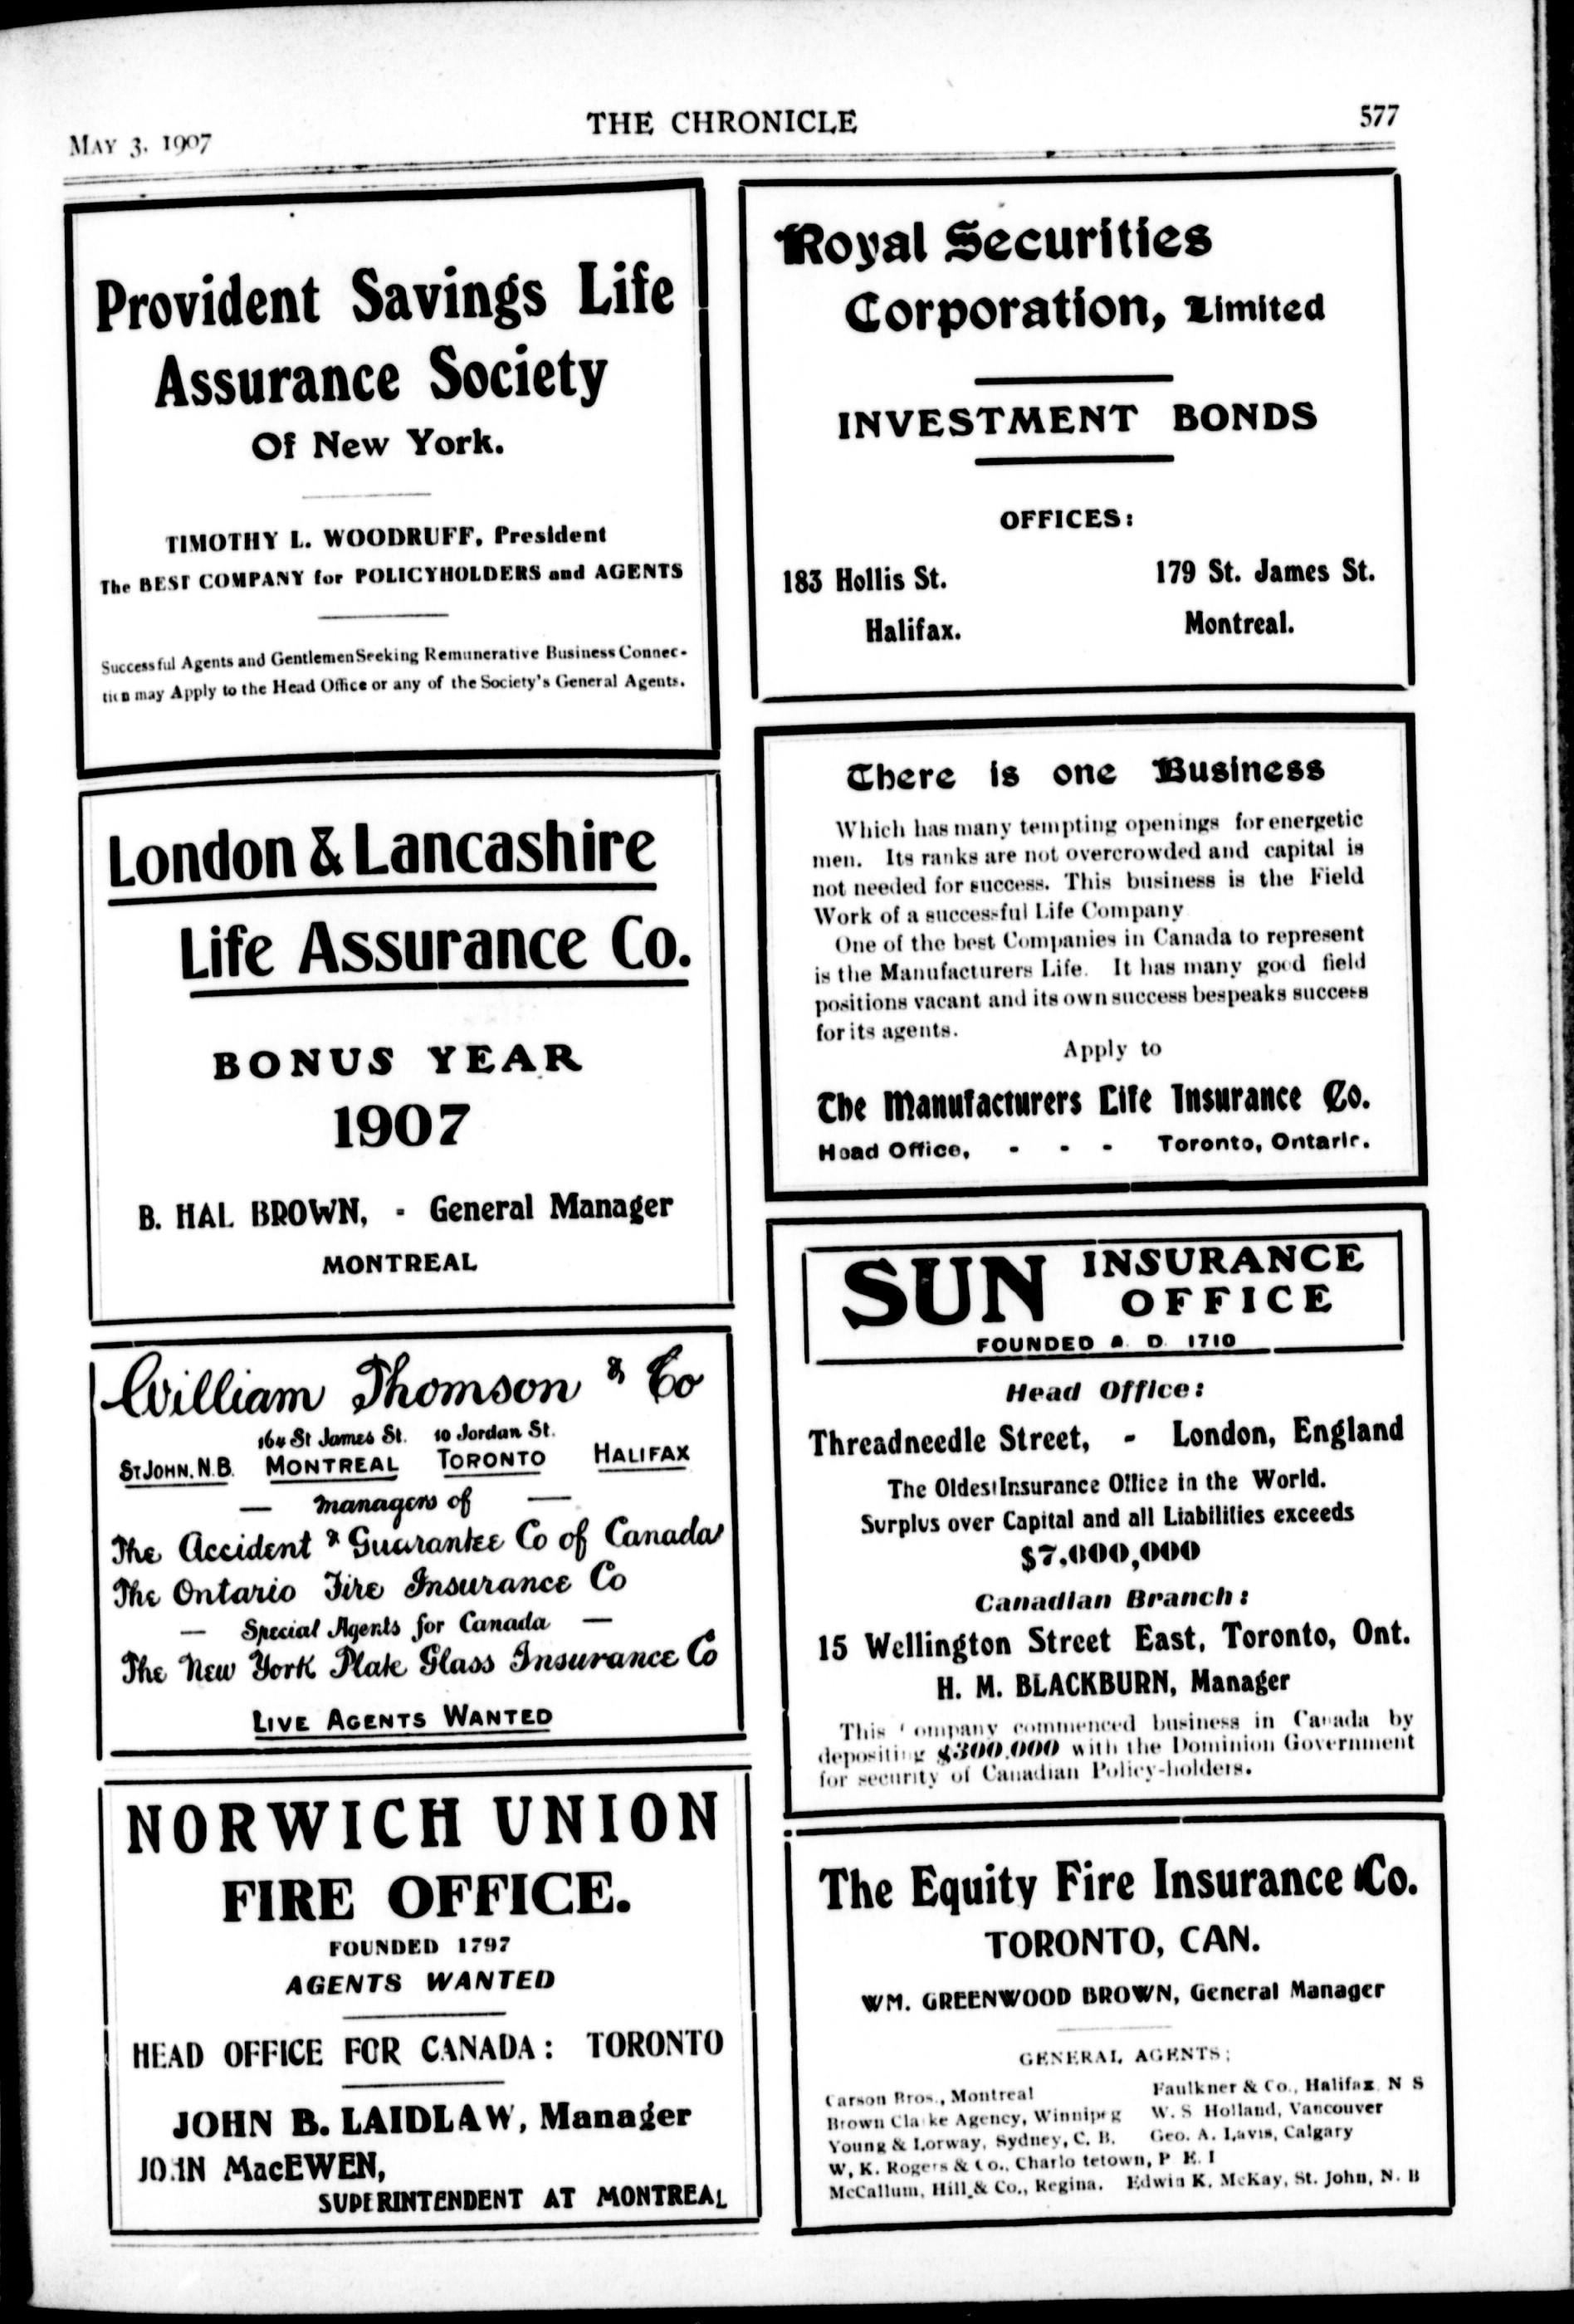 MAY 3, 1907
THE CHRONICLE
577
Provident Savings Life
Assurance Society
Of New York.
TIMOTHY L. WOODRUFF, President
The BEST COMPANY for POLICYHOLDERS and AGENTS
Successful Agents and Gentlemen Seeking Remunerative Business Connec-
tion may Apply to the Head Office or any of the Society's General Agents.
London & Lancashire
Life Assurance Co.
BONUS YEAR
1907
B. HAL BROWN, - General Manager
MONTREAL
William Thomson & Co
164 St James St. 10 Jordan St.
ST JOHN, N.B. MONTREAL TORONTO HALIFAX
— managers of —
The Accident & Guarantee Co of Canada
The Ontario Fire Insurance Co
— Special Agents for Canada —
The New York Plate Glass Insurance Co
LIVE AGENTS WANTED
NORWICH UNION
FIRE OFFICE.
FOUNDED 1797
AGENTS WANTED
HEAD OFFICE FOR CANADA: TORONTO
JOHN B. LAIDLAW, Manager
JOHN MacEWEN,
SUPERINTENDENT AT MONTREAL
Royal Securities
Corporation, Limited
INVESTMENT BONDS
OFFICES:
183 Hollis St. 179 St. James St.
Halifax. Montreal.
There is one Business
Which has many tempting openings for energetic
men. Its ranks are not overcrowded and capital is
not needed for success. This business is the Field
Work of a successful Life Company
One of the best Companies in Canada to represent
is the Manufacturers Life. It has many good field
positions vacant and its own success bespeaks success
for its agents.
Apply to
The Manufacturers Life Insurance Co.
Head Office, - - - Toronto, Ontario.
SUN INSURANCE
OFFICE
FOUNDED A. D. 1710
Head Office:
Threadneedle Street, - London, England
The Oldest Insurance Office in the World.
Surplus over Capital and all Liabilities exceeds
$7,000,000
Canadian Branch:
15 Wellington Street East, Toronto, Ont.
H. M. BLACKBURN, Manager
This Company commenced business in Canada by
depositing $300,000 with the Dominion Government
for security of Canadian Policy-holders.
The Equity Fire Insurance Co.
TORONTO, CAN.
WM. GREENWOOD BROWN, General Manager
GENERAL AGENTS:
Carson Bros., Montreal Faulkner & Co., Halifax N S
Brown Clarke Agency, Winnipeg W. S Holland, Vancouver
Young & Lorway, Sydney, C. B. Geo. A. Lavis, Calgary
W. K. Rogers & Co., Charlottetown, P E. I
McCallum, Hill & Co., Regina. Edwin K. McKay, St. John, N. B